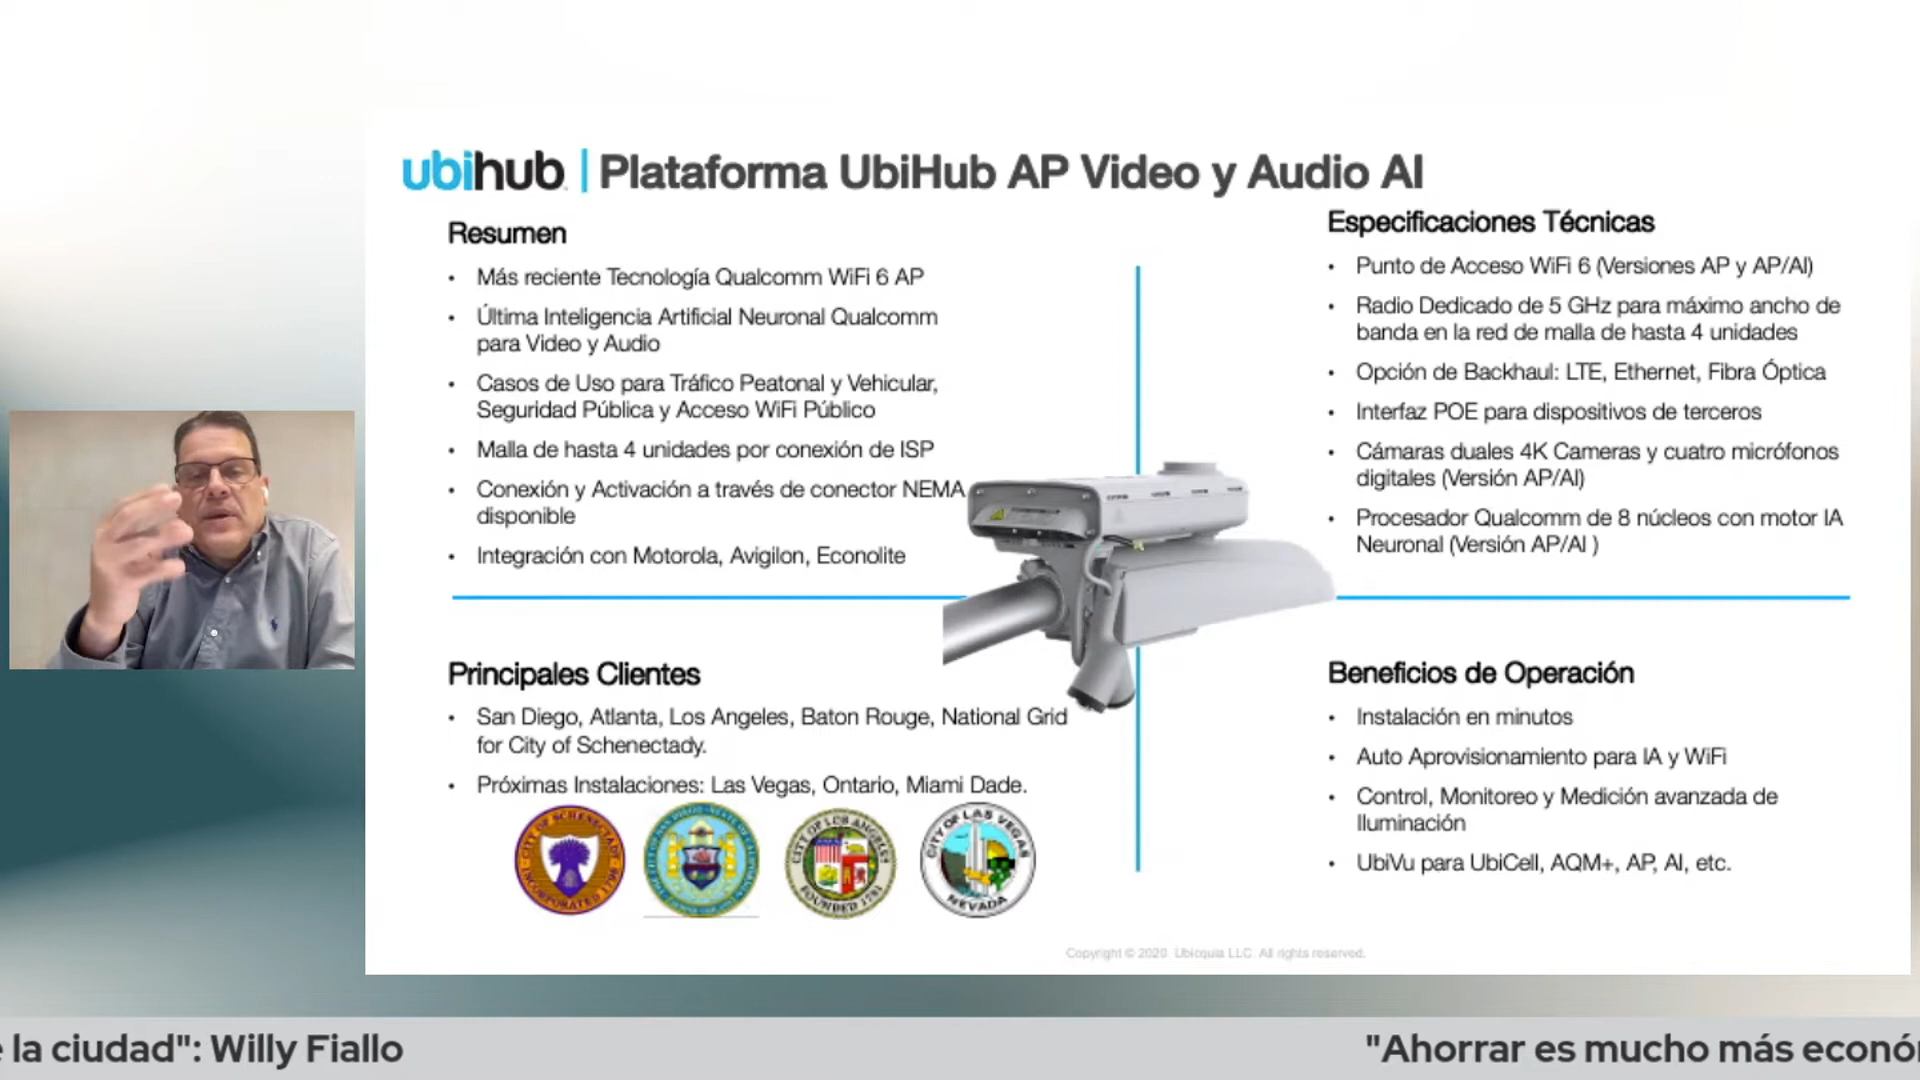 ubihub | Plataforma UbiHub AP Video y Audio AI
Resumen
• Más reciente Tecnología Qualcomm WiFi 6 AP
• Última Inteligencia Artificial Neuronal Qualcomm
para Video y Audio
• Casos de Uso para Tráfico Peatonal y Vehicular,
Seguridad Pública y Acceso WiFi Público
• Malla de hasta 4 unidades por conexión de ISP
• Conexión y Activación a través de conector NEMA
disponible
• Integración con Motorola, Avigilon, Econolite
Especificaciones Técnicas
• Punto de Acceso WiFi 6 (Versiones AP y AP/AI)
• Radio Dedicado de 5 GHz para máximo ancho de
banda en la red de malla de hasta 4 unidades
• Opción de Backhaul: LTE, Ethernet, Fibra Óptica
• Interfaz POE para dispositivos de terceros
• Cámaras duales 4K Cameras y cuatro micrófonos
digitales (Versión AP/AI)
• Procesador Qualcomm de 8 núcleos con motor IA
Neuronal (Versión AP/AI )
Principales Clientes
• San Diego, Atlanta, Los Angeles, Baton Rouge, National Grid
for City of Schenectady.
• Próximas Instalaciones: Las Vegas, Ontario, Miami Dade.
CITY OF SCHENECTADY
INCORPORATED 1798
CITY OF LOS ANGELES
FOUNDED 1781
CITY OF LAS VEGAS
NEVADA
Beneficios de Operación
• Instalación en minutos
• Auto Aprovisionamiento para IA y WiFi
• Control, Monitoreo y Medición avanzada de
Iluminación
• UbiVu para UbiCell, AQM+, AP, AI, etc.
Copyright © 2020 Ubicquia LLC. All rights reserved.
e la ciudad": Willy Fiallo
"Ahorrar es mucho más econó